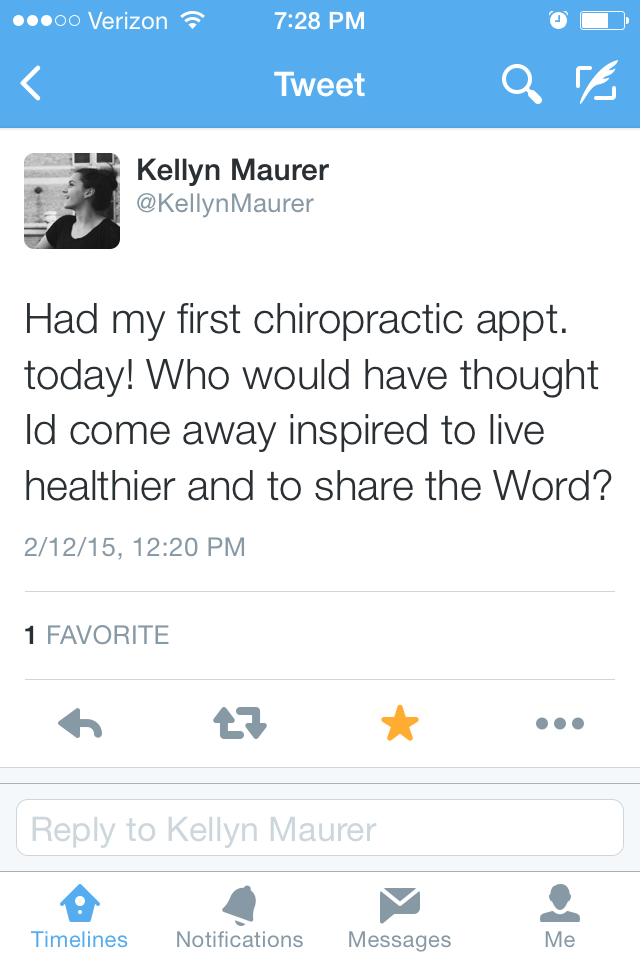 Verizon 7:28 PM
Tweet
Kellyn Maurer
@KellynMaurer
Had my first chiropractic appt.
today! Who would have thought
Id come away inspired to live
healthier and to share the Word?
2/12/15, 12:20 PM
1 FAVORITE
Reply to Kellyn Maurer
Timelines Notifications Messages Me